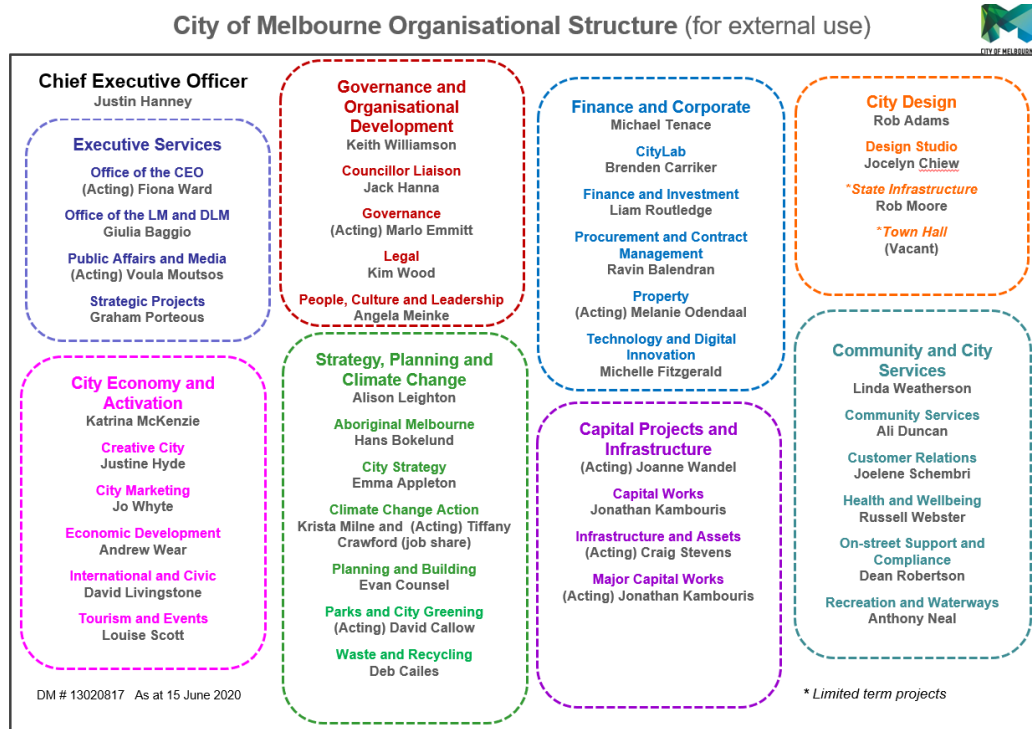 City of Melbourne Organisational Structure (for external use)
CITY OF MELBOURNE
Chief Executive Officer
Justin Hanney
Executive Services
Office of the CEO
(Acting) Fiona Ward
Office of the LM and DLM
Giulia Baggio
Public Affairs and Media
(Acting) Voula Moutsos
Strategic Projects
Graham Porteous
City Economy and
Activation
Katrina McKenzie
Creative City
Justine Hyde
City Marketing
Jo Whyte
Economic Development
Andrew Wear
International and Civic
David Livingstone
Tourism and Events
Louise Scott
Governance and
Organisational
Development
Keith Williamson
Councillor Liaison
Jack Hanna
Governance
(Acting) Marlo Emmitt
Legal
Kim Wood
People, Culture and Leadership
Angela Meinke
Strategy, Planning and
Climate Change
Alison Leighton
Aboriginal Melbourne
Hans Bokelund
City Strategy
Emma Appleton
Climate Change Action
Krista Milne and (Acting) Tiffany
Crawford (job share)
Planning and Building
Evan Counsel
Parks and City Greening
(Acting) David Callow
Waste and Recycling
Deb Cailes
Finance and Corporate
Michael Tenace
CityLab
Brenden Carriker
Finance and Investment
Liam Routledge
Procurement and Contract
Management
Ravin Balendran
Property
(Acting) Melanie Odendaal
Technology and Digital
Innovation
Michelle Fitzgerald
Capital Projects and
Infrastructure
(Acting) Joanne Wandel
Capital Works
Jonathan Kambouris
Infrastructure and Assets
(Acting) Craig Stevens
Major Capital Works
(Acting) Jonathan Kambouris
City Design
Rob Adams
Design Studio
Jocelyn Chiew
*State Infrastructure
Rob Moore
*Town Hall
(Vacant)
Community and City
Services
Linda Weatherson
Community Services
Ali Duncan
Customer Relations
Joelene Schembri
Health and Wellbeing
Russell Webster
On-street Support and
Compliance
Dean Robertson
Recreation and Waterways
Anthony Neal
DM # 13020817 As at 15 June 2020
* Limited term projects